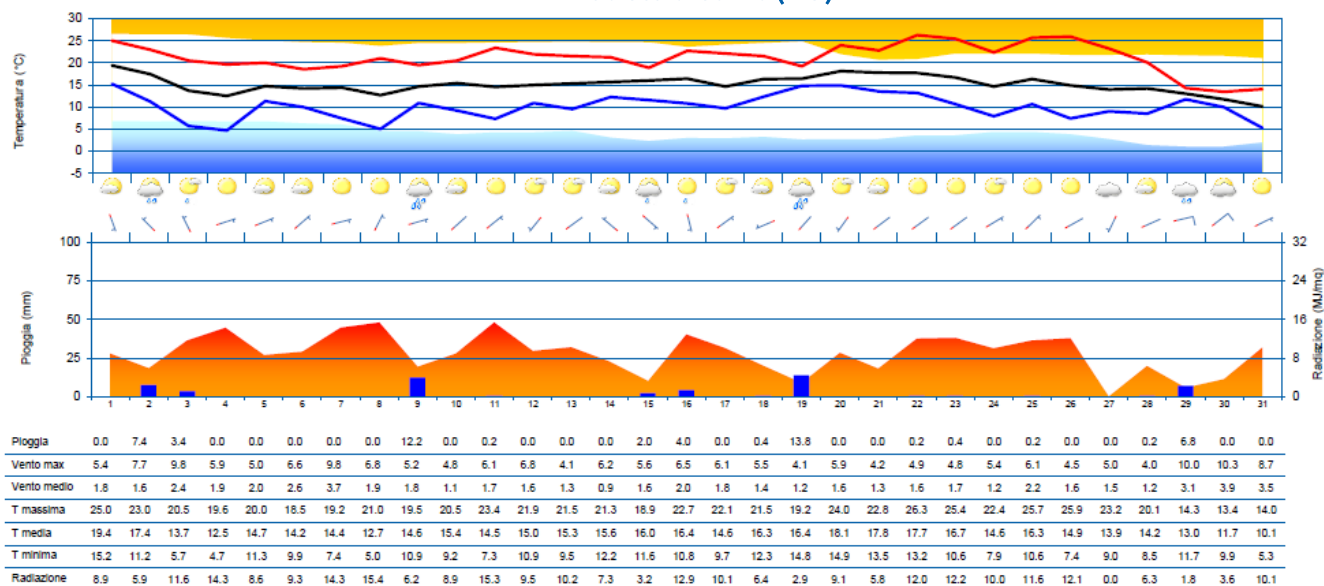 30
25
20
15
10
5
0
-5
Temperatura (°C)
100
75
50
25
0
Pioggia (mm)
32
24
16
8
0
Radiazione (MJ/mq)
1 2 3 4 5 6 7 8 9 10 11 12 13 14 15 16 17 18 19 20 21 22 23 24 25 26 27 28 29 30 31
Pioggia 0.0 7.4 3.4 0.0 0.0 0.0 0.0 0.0 12.2 0.0 0.2 0.0 0.0 0.0 2.0 4.0 0.0 0.4 13.8 0.0 0.0 0.2 0.4 0.0 0.2 0.0 0.0 0.2 6.8 0.0 0.0
Vento max 5.4 7.7 9.8 5.9 5.0 6.6 9.8 6.8 5.2 4.8 6.1 6.8 4.1 6.2 5.6 6.5 6.1 5.5 4.1 5.9 4.2 4.9 4.8 5.4 6.1 4.5 5.0 4.0 10.0 10.3 8.7
Vento medio 1.8 1.6 2.4 1.9 2.0 2.6 3.7 1.9 1.8 1.1 1.7 1.6 1.3 0.9 1.6 2.0 1.8 1.4 1.2 1.6 1.3 1.6 1.7 1.2 2.2 1.6 1.5 1.2 3.1 3.9 3.5
T massima 25.0 23.0 20.5 19.6 20.0 18.5 19.2 21.0 19.5 20.5 23.4 21.9 21.5 21.3 18.9 22.7 22.1 21.5 19.2 24.0 22.8 26.3 25.4 22.4 25.7 25.9 23.2 20.1 14.3 13.4 14.0
T media 19.4 17.4 13.7 12.5 14.7 14.2 14.4 12.7 14.6 15.4 14.5 15.0 15.3 15.6 16.0 16.4 14.6 16.3 16.4 18.1 17.8 17.7 16.7 14.6 16.3 14.9 13.9 14.2 13.0 11.7 10.1
T minima 15.2 11.2 5.7 4.7 11.3 9.9 7.4 5.0 10.9 9.2 7.3 10.9 9.5 12.2 11.6 10.8 9.7 12.3 14.8 14.9 13.5 13.2 10.6 7.9 10.6 7.4 9.0 8.5 11.7 9.9 5.3
Radiazione 8.9 5.9 11.6 14.3 8.6 9.3 14.3 15.4 6.2 8.9 15.3 9.5 10.2 7.3 3.2 12.9 10.1 6.4 2.9 9.1 5.8 12.0 12.2 10.0 11.6 12.1 0.0 6.3 1.8 3.6 10.1